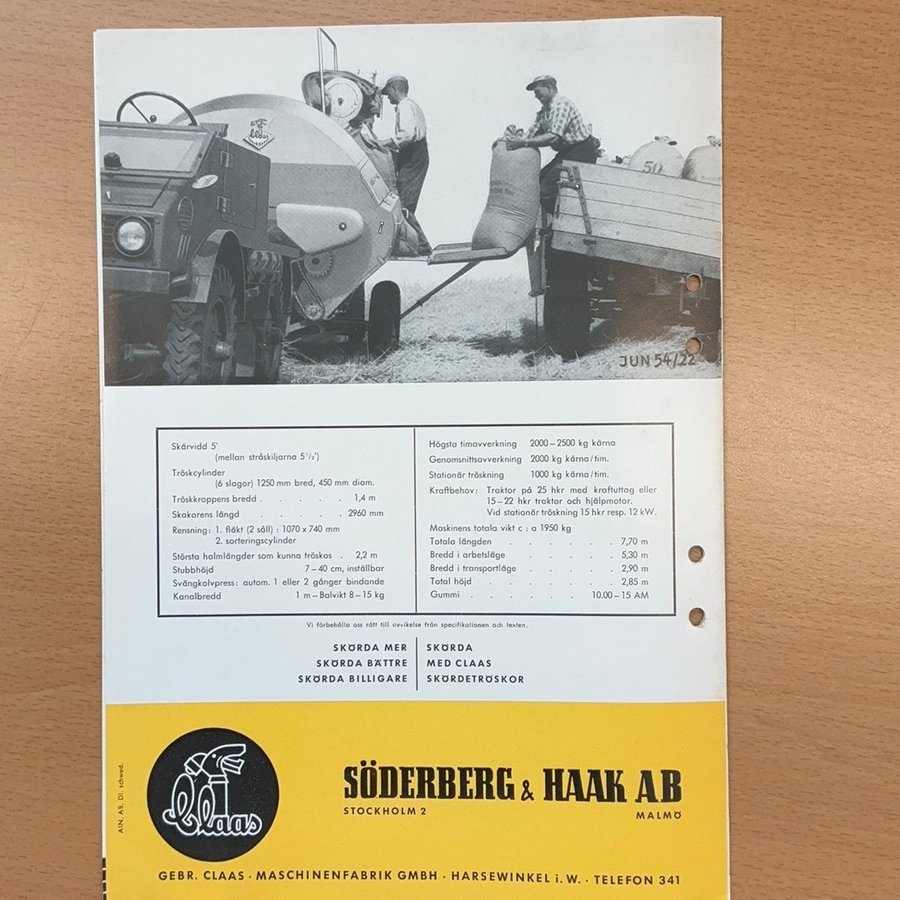 Claas
50
JUN 54/22
Skärvidd 5'
(mellan stråskiljarna 5 1/2')
Tröskcylinder
(6 slagor) 1250 mm bred, 450 mm diam.
Tröskkroppens bredd . . . . . . 1,4 m
Skakarens längd . . . . . 2960 mm
Rensning: 1. fläkt (2 såll) : 1070 x 740 mm
2. sorteringscylinder
Största halmlängder som kunna tröskas . 2,2 m
Stubbhöjd 7–40 cm, inställbar
Svängkolvpress: autom. 1 eller 2 gånger bindande
Kanalbredd 1 m – Balvikt 8–15 kg
Högsta timavverkning 2000–2500 kg kärna
Genomsnittsavverkning 2000 kg kärna/tim.
Stationär tröskning 1000 kg kärna/tim.
Kraftbehov: Traktor på 25 hkr med kraftuttag eller
15–22 hkr traktor och hjälpmotor.
Vid stationär tröskning 15 hkr resp. 12 kW.
Maskinens totala vikt c : a 1950 kg
Totala längden . . . . . . 7,70 m
Bredd i arbetsläge . . . . . 5,30 m
Bredd i transportläge . . . . . 2,90 m
Total höjd . . . . . . 2,85 m
Gummi . . . . . . 10.00–15 AM
Vi förbehålla oss rätt till avvikelse från specifikationen och texten.
SKÖRDA MER
SKÖRDA BÄTTRE
SKÖRDA BILLIGARE
SKÖRDA
MED CLAAS
SKÖRDETRÖSKOR
AIN. AB. DI. schwed.
Claas
SÖDERBERG & HAAK AB
STOCKHOLM 2 MALMÖ
GEBR. CLAAS · MASCHINENFABRIK GMBH · HARSEWINKEL i. W. · TELEFON 341